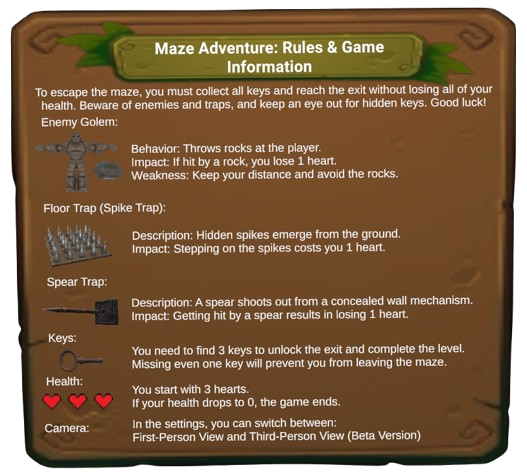 Maze Adventure: Rules & Game
Information
To escape the maze, you must collect all keys and reach the exit without losing all of your
health. Beware of enemies and traps, and keep an eye out for hidden keys. Good luck!
Enemy Golem:
Behavior: Throws rocks at the player.
Impact: If hit by a rock, you lose 1 heart.
Weakness: Keep your distance and avoid the rocks.
Floor Trap (Spike Trap):
Description: Hidden spikes emerge from the ground.
Impact: Stepping on the spikes costs you 1 heart.
Spear Trap:
Description: A spear shoots out from a concealed wall mechanism.
Impact: Getting hit by a spear results in losing 1 heart.
Keys:
You need to find 3 keys to unlock the exit and complete the level.
Missing even one key will prevent you from leaving the maze.
Health:
You start with 3 hearts.
If your health drops to 0, the game ends.
Camera:
In the settings, you can switch between:
First-Person View and Third-Person View (Beta Version)